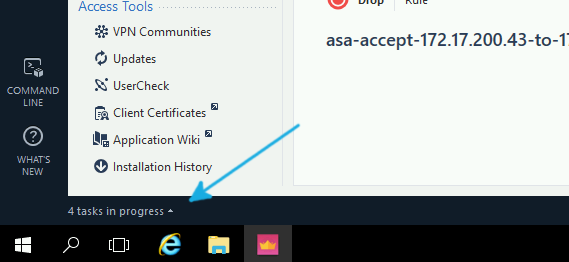 Access Tools
Drop Rule
VPN Communities
asa-accept-172.17.200.43-to-17
Updates
COMMAND
LINE
UserCheck
Client Certificates
Application Wiki
WHAT'S
NEW
Installation History
4 tasks in progress